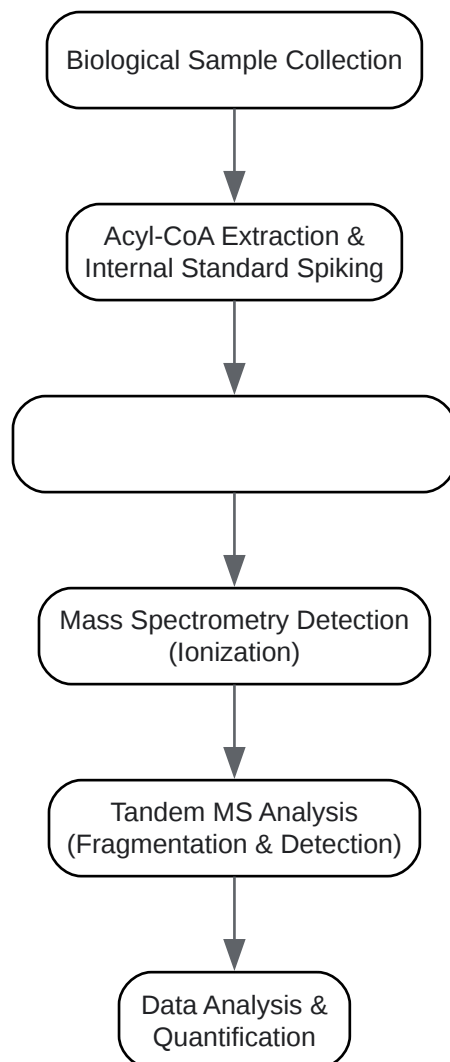 Biological Sample Collection
Acyl-CoA Extraction &
Internal Standard Spiking
Mass Spectrometry Detection
(Ionization)
Tandem MS Analysis
(Fragmentation & Detection)
Data Analysis &
Quantification